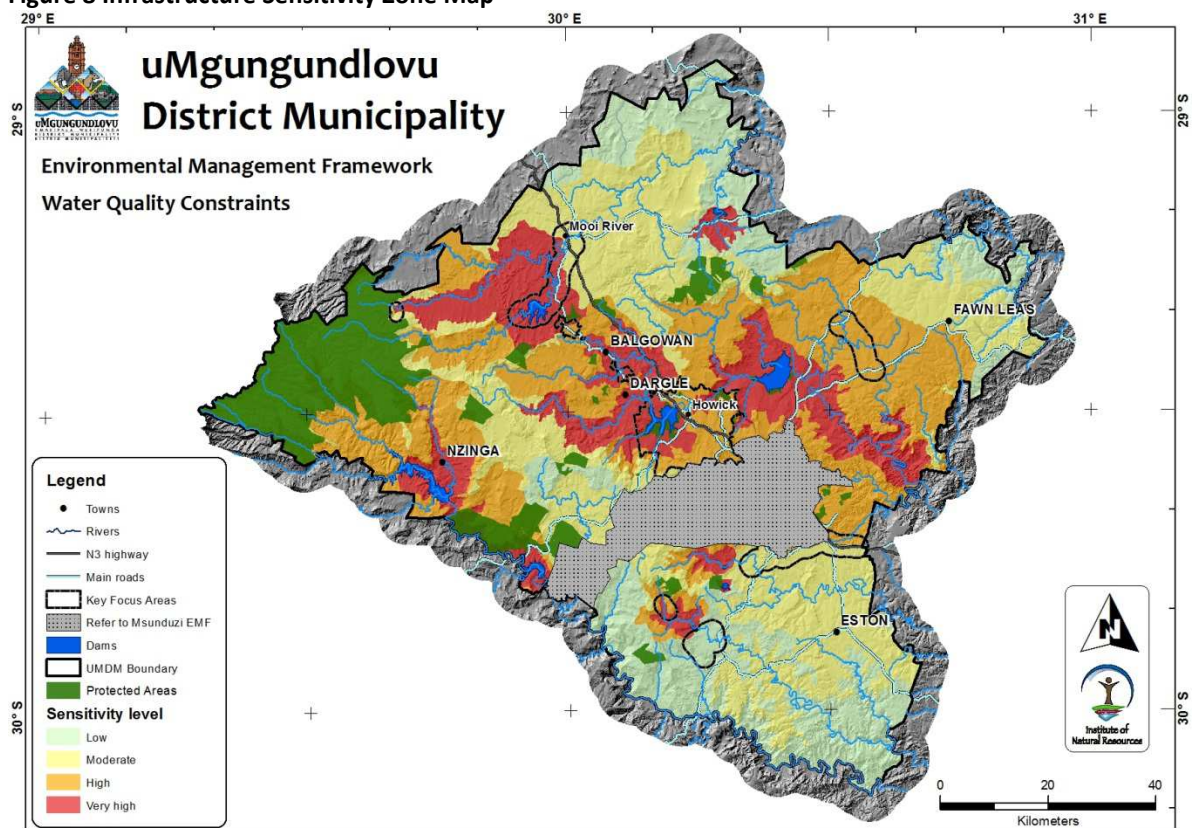 Figure 8 Infrastructure Sensitivity Zone Map
29° E
30° E
31° E
uMgungundlovu
District Municipality
uMGUNGUNDLOVU
Environmental Management Framework
Water Quality Constraints
29° S
29° S
Mooi River
FAWN LEAS
BALGOWAN
DARGLE
Howick
NZINGA
ESTON
Legend
Towns
Rivers
N3 highway
Main roads
Key Focus Areas
Refer to Msunduzi EMF
Dams
UMDM Boundary
Protected Areas
Sensitivity level
Low
Moderate
High
Very high
30° S
30° S
N
Institute of
Natural Resources
0 20 40
Kilometers